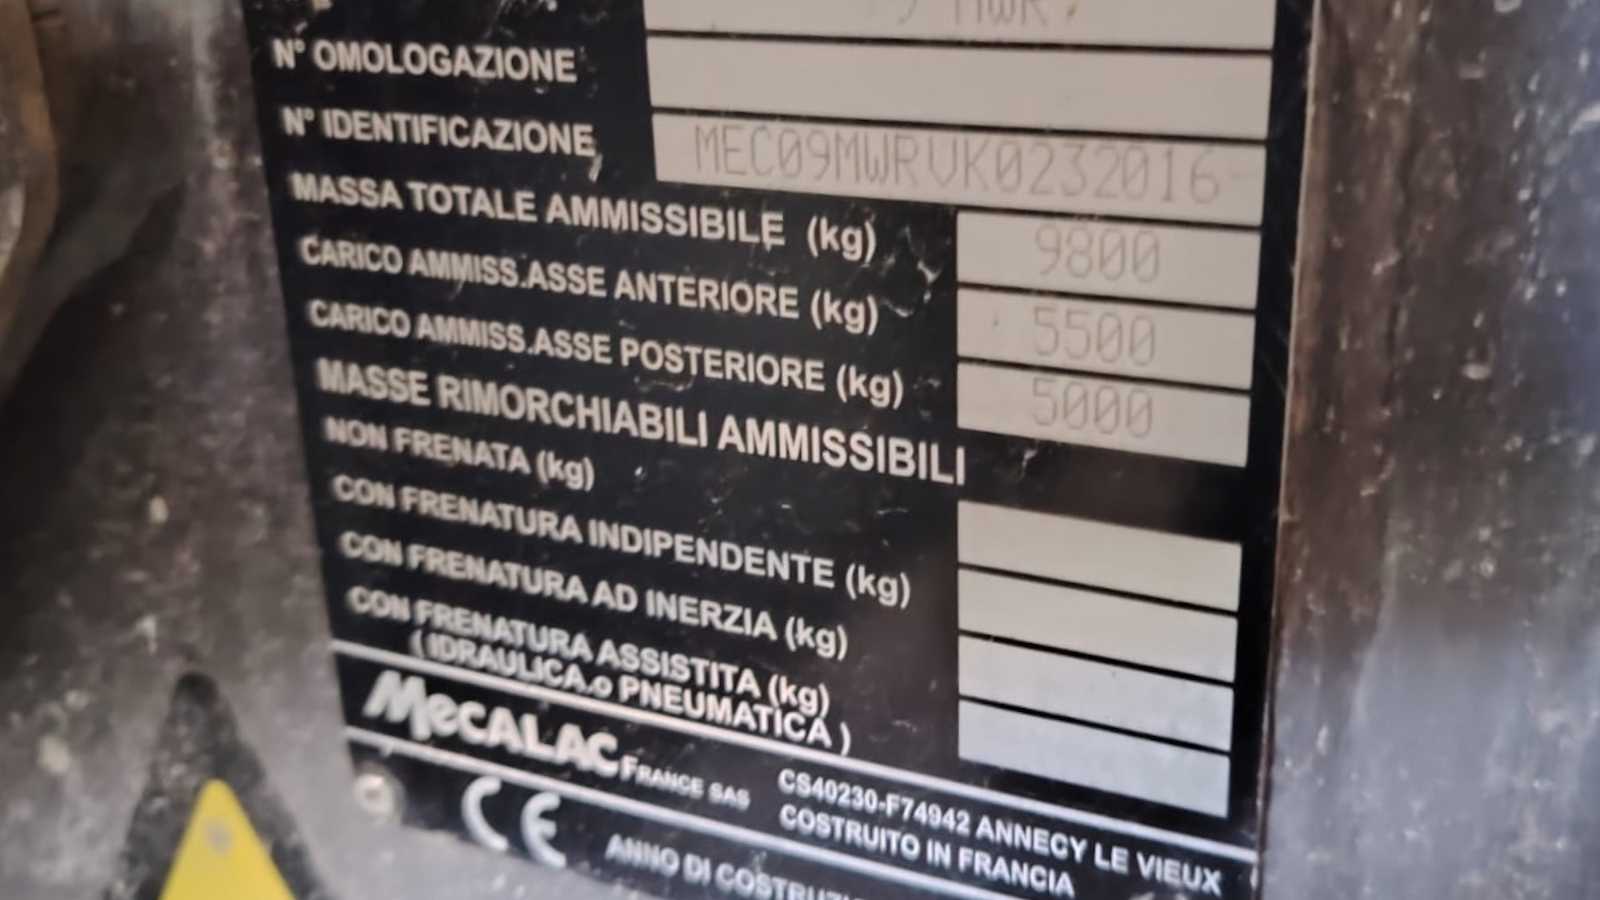 9 MWR
N° OMOLOGAZIONE
N° IDENTIFICAZIONE MEC09MWRVK0232016
MASSA TOTALE AMMISSIBILE (kg) 9800
CARICO AMMISS.ASSE ANTERIORE (kg) 5500
CARICO AMMISS.ASSE POSTERIORE (kg) 5000
MASSE RIMORCHIABILI AMMISSIBILI
NON FRENATA (kg)
CON FRENATURA INDIPENDENTE (kg)
CON FRENATURA AD INERZIA (kg)
CON FRENATURA ASSISTITA (kg)
( IDRAULICA.o PNEUMATICA )
MECALAC FRANCE SAS CS40230-F74942 ANNECY LE VIEUX
COSTRUITO IN FRANCIA
CE ANNO DI